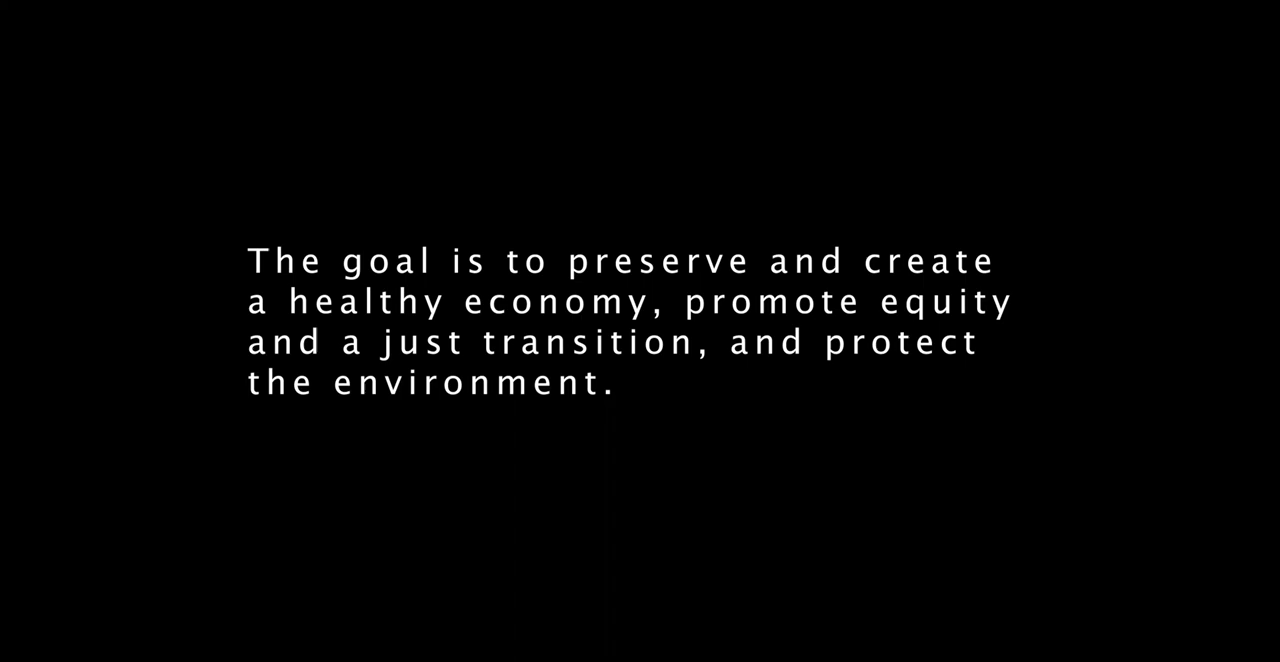 The goal is to preserve and create
a healthy economy, promote equity
and a just transition, and protect
the environment.